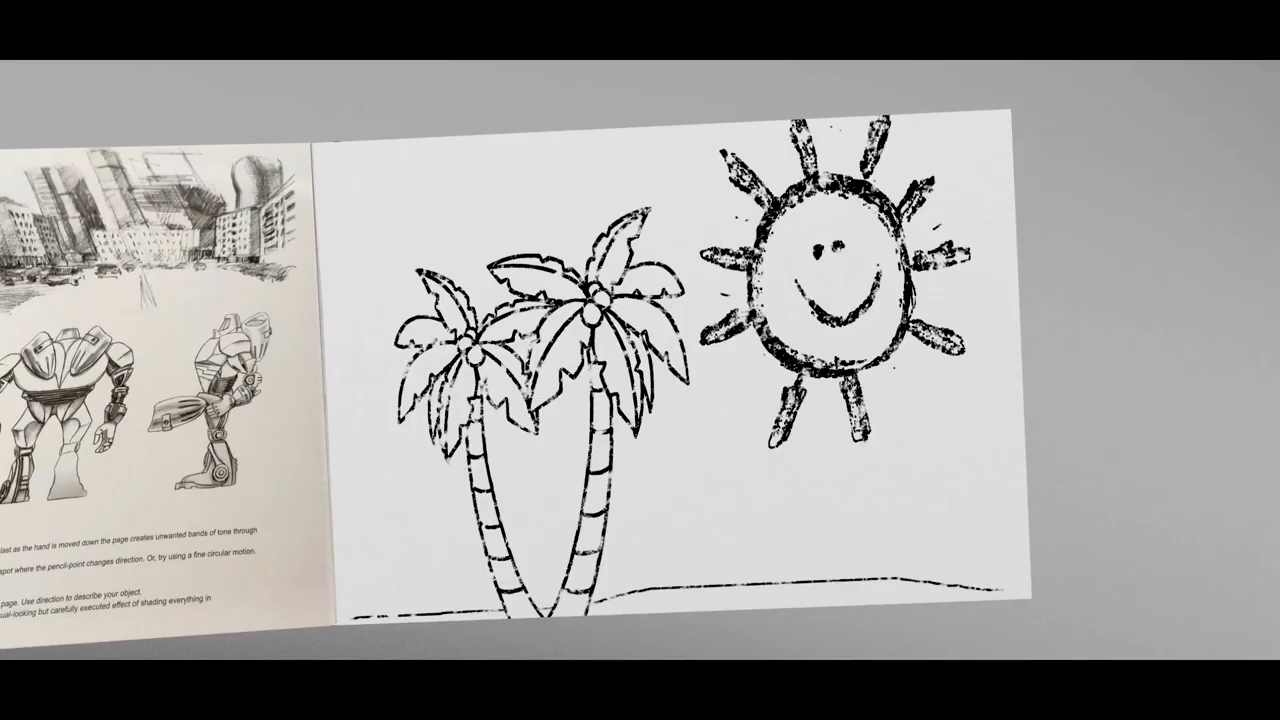 last as the hand is moved down the page creates unwanted bands of tone through
spot where the pencil-point changes direction. Or, try using a fine circular motion.
page. Use direction to describe your object.
ual-looking but carefully executed effect of shading everything in